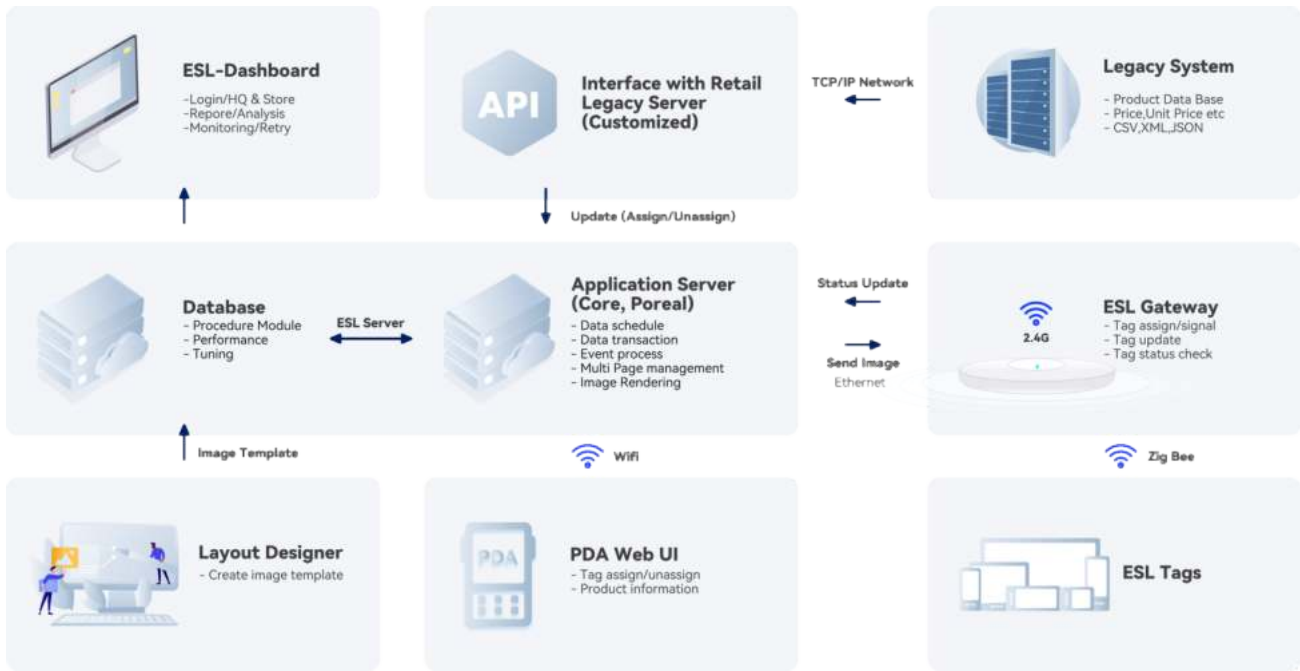 ESL-Dashboard
-Login/HQ & Store
-Repore/Analysis
-Monitoring/Retry
API
Interface with Retail
Legacy Server
(Customized)
TCP/IP Network
Legacy System
- Product Data Base
- Price,Unit Price etc
- CSV,XML,JSON
Update (Assign/Unassign)
Database
- Procedure Module
- Performance
- Tuning
ESL Server
Application Server
(Core, Poreal)
- Data schedule
- Data transaction
- Event process
- Multi Page management
- Image Rendering
Status Update
Send Image
Ethernet
2.4G
ESL Gateway
- Tag assign/signal
- Tag update
- Tag status check
Image Template
Wifi
Zig Bee
Layout Designer
- Create image template
PDA
PDA Web UI
- Tag assign/unassign
- Product information
ESL Tags